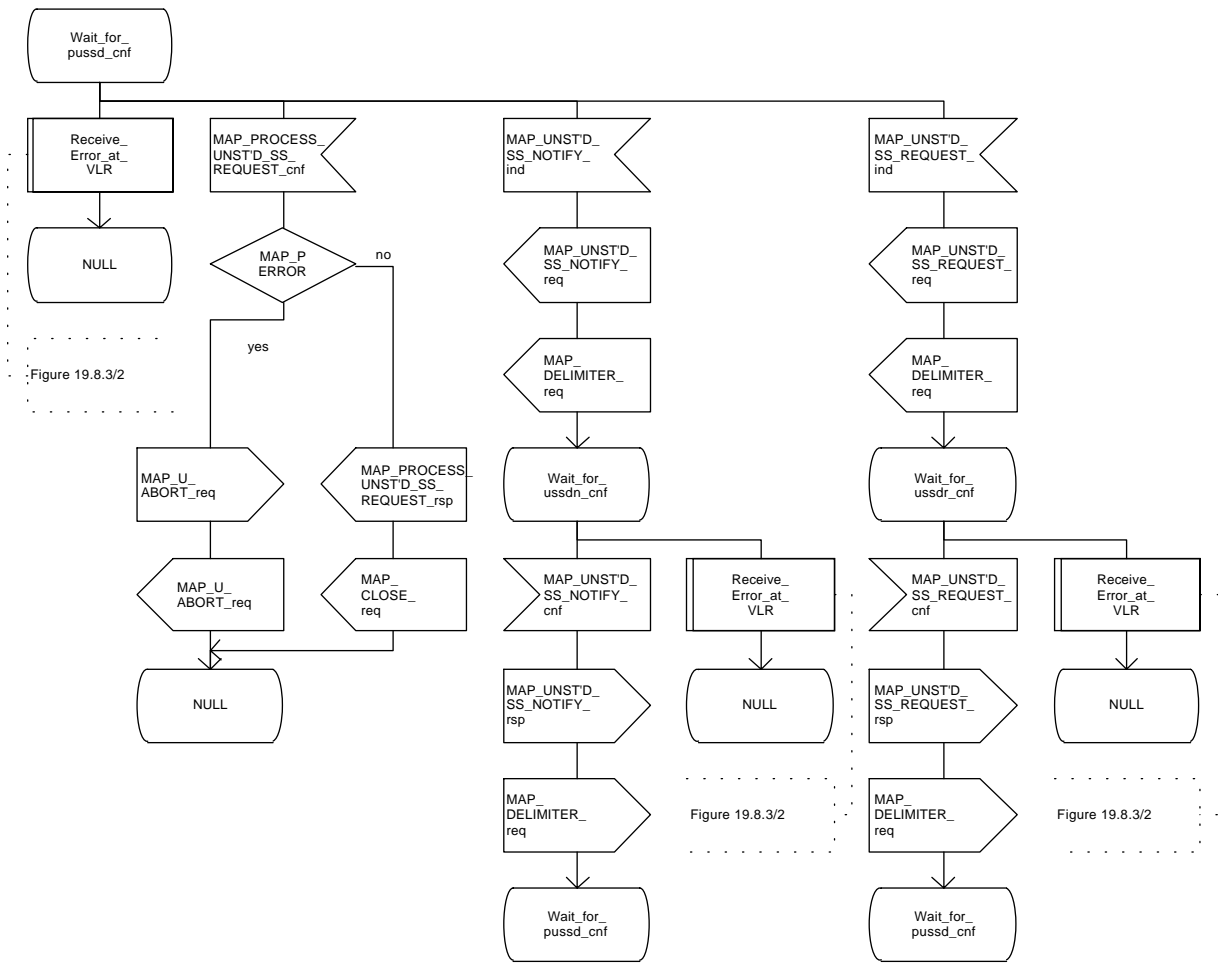 Wait_for_
pussd_cnf
Receive_
Error_at_
VLR
MAP_PROCESS_
UNST'D_SS_
REQUEST_cnf
MAP_UNST'D_
SS_NOTIFY_
ind
MAP_UNST'D_
SS_REQUEST_
ind
NULL
MAP_P
ERROR
no
yes
MAP_UNST'D_
SS_NOTIFY_
req
MAP_UNST'D_
SS_REQUEST_
req
Figure 19.8.3/2
MAP_
DELIMITER_
req
MAP_
DELIMITER_
req
MAP_U_
ABORT_req
MAP_PROCESS_
UNST'D_SS_
REQUEST_rsp
Wait_for_
ussdn_cnf
Wait_for_
ussdr_cnf
MAP_U_
ABORT_req
MAP_
CLOSE_
req
MAP_UNST'D_
SS_NOTIFY_
cnf
Receive_
Error_at_
VLR
MAP_UNST'D_
SS_REQUEST_
cnf
Receive_
Error_at_
VLR
NULL
MAP_UNST'D_
SS_NOTIFY_
rsp
NULL
MAP_UNST'D_
SS_REQUEST_
rsp
NULL
MAP_
DELIMITER_
req
Figure 19.8.3/2
MAP_
DELIMITER_
req
Figure 19.8.3/2
Wait_for_
pussd_cnf
Wait_for_
pussd_cnf